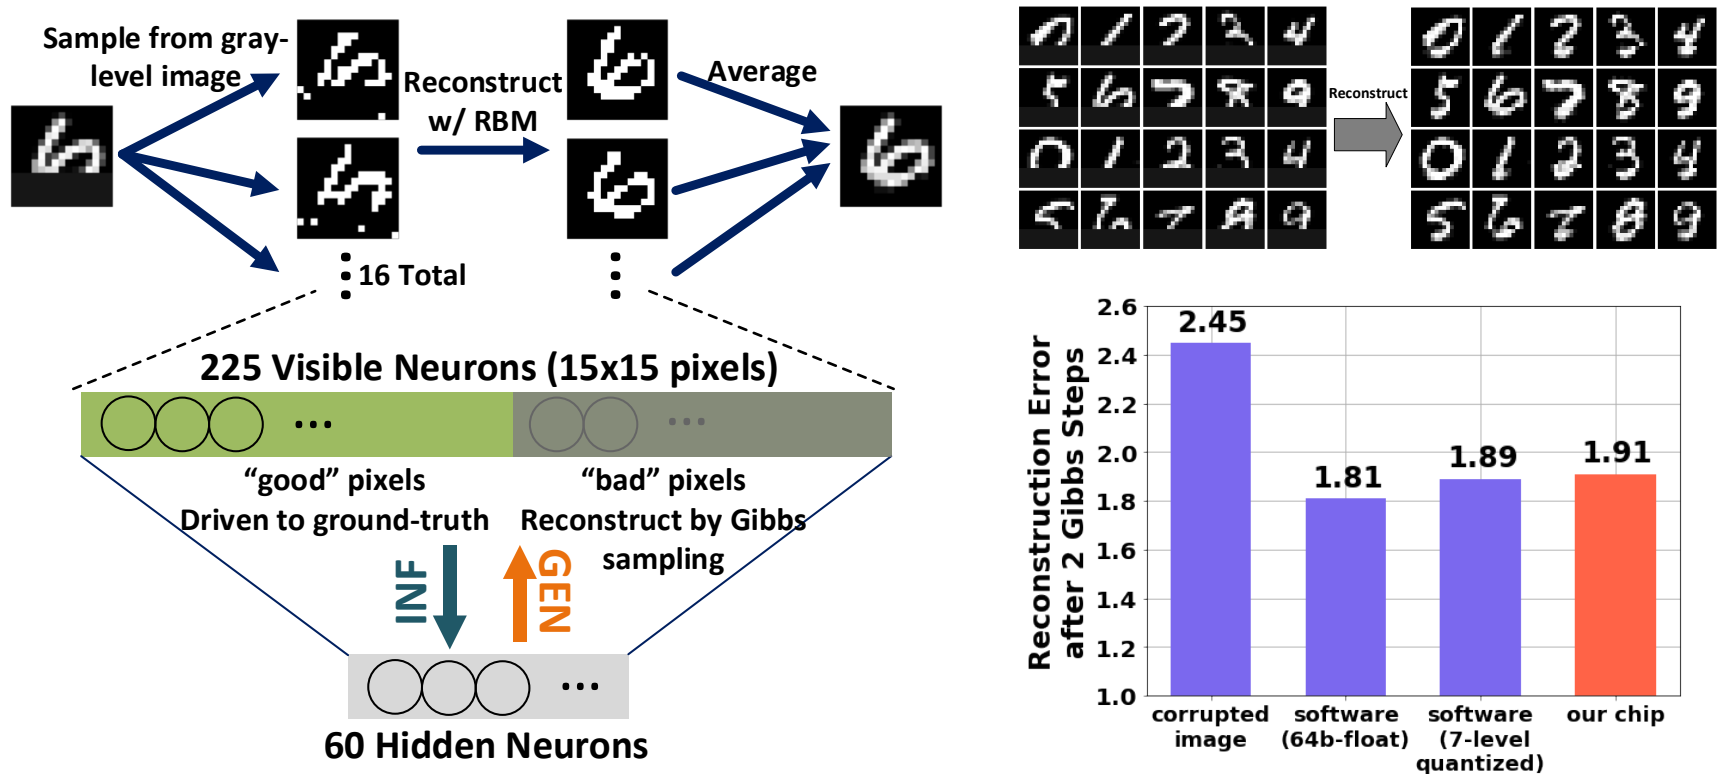 Sample from gray-
level image
Reconstruct
w/ RBM
Average
16 Total
225 Visible Neurons (15x15 pixels)
“good” pixels
Driven to ground-truth
“bad” pixels
Reconstruct by Gibbs
sampling
INF
GEN
60 Hidden Neurons
Reconstruct
Reconstruction Error
after 2 Gibbs Steps
2.6
2.4
2.2
2.0
1.8
1.6
1.4
1.2
1.0
2.45
1.81
1.89
1.91
corrupted
image
software
(64b-float)
software
(7-level
quantized)
our chip